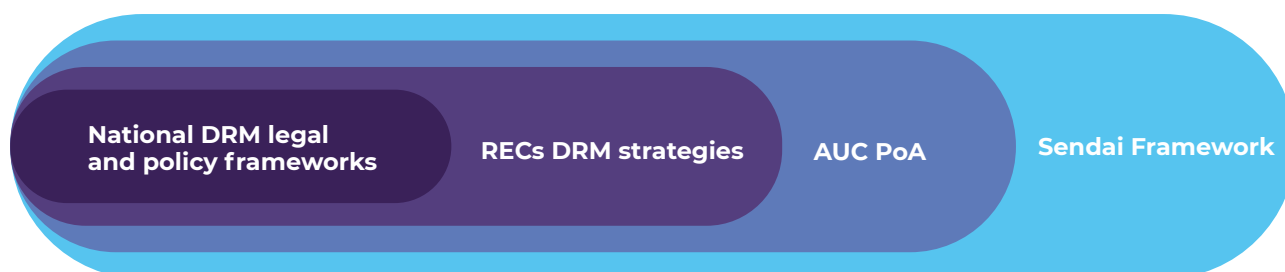 National DRM legal
and policy frameworks
RECs DRM strategies
AUC PoA
Sendai Framework